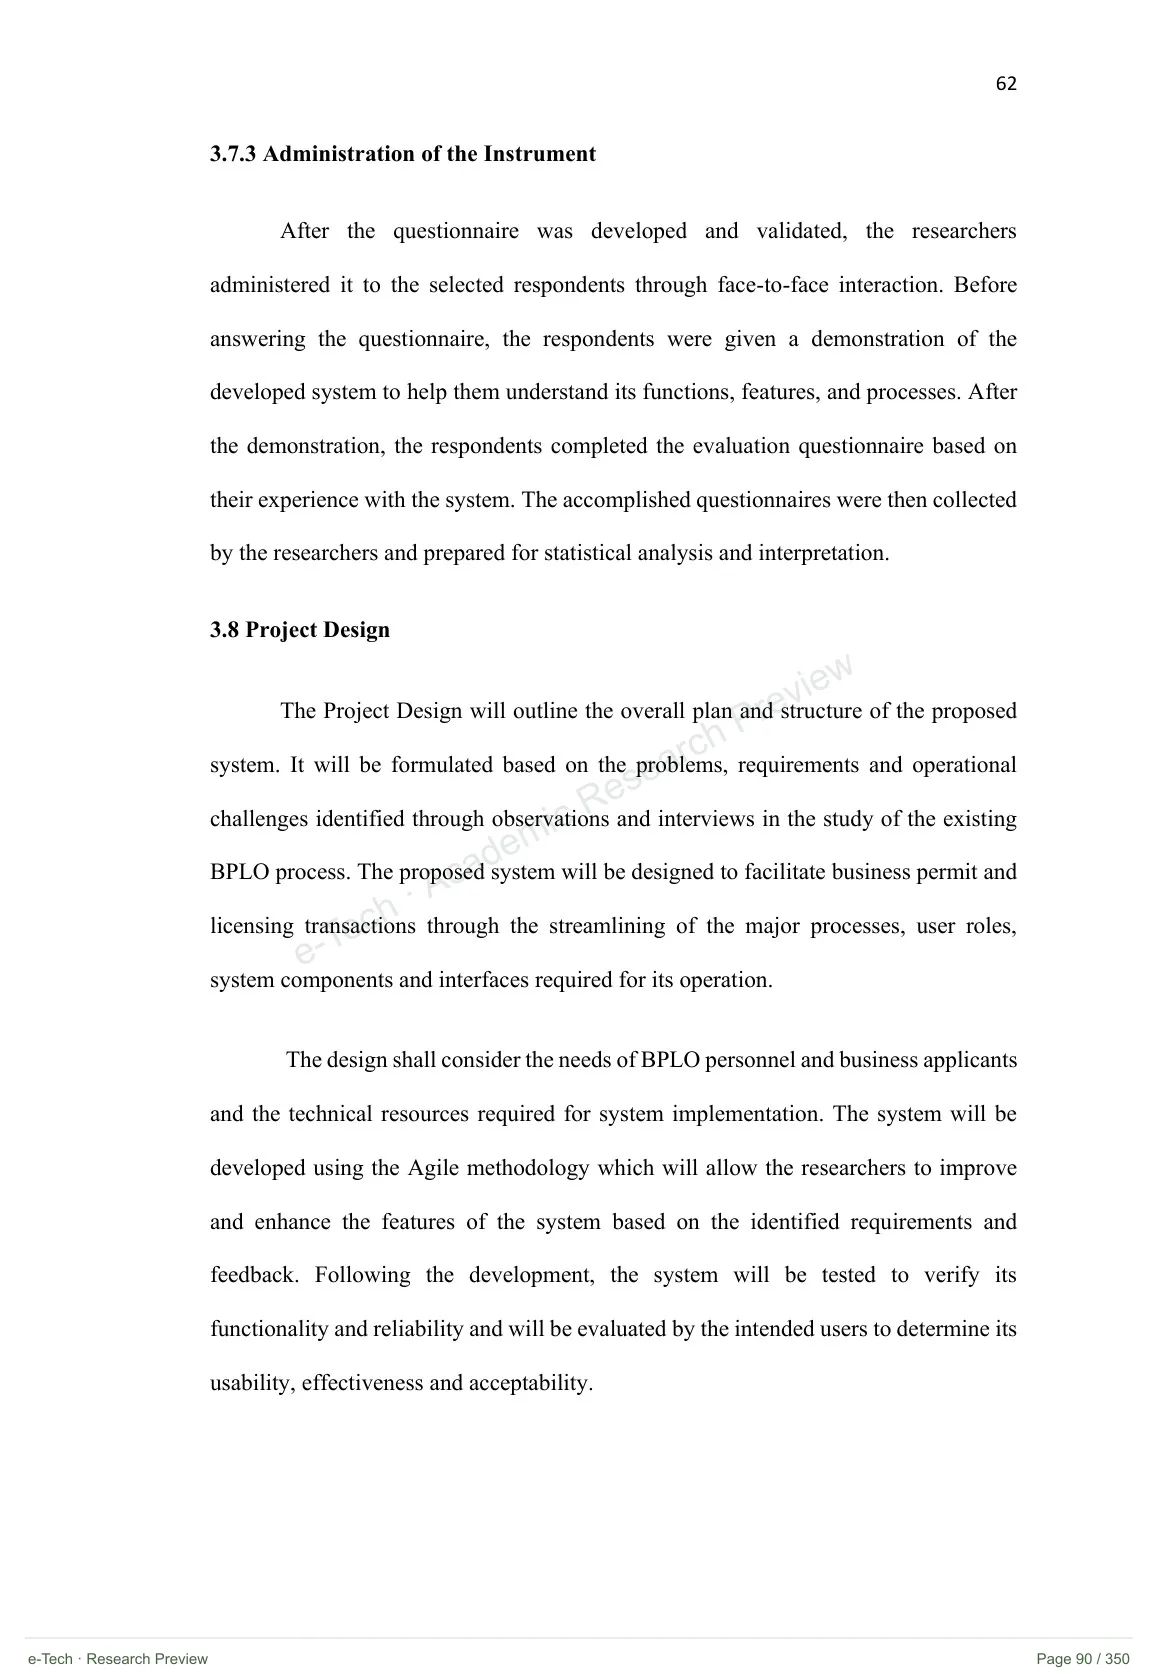 62
3.7.3 Administration of the Instrument
After the questionnaire was developed and validated, the researchers
administered it to the selected respondents through face-to-face interaction. Before
answering the questionnaire, the respondents were given a demonstration of the
developed system to help them understand its functions, features, and processes. After
the demonstration, the respondents completed the evaluation questionnaire based on
their experience with the system. The accomplished questionnaires were then collected
by the researchers and prepared for statistical analysis and interpretation.
3.8 Project Design
The Project Design will outline the overall plan and structure of the proposed
system. It will be formulated based on the problems, requirements and operational
challenges identified through observations and interviews in the study of the existing
BPLO process. The proposed system will be designed to facilitate business permit and
licensing transactions through the streamlining of the major processes, user roles,
system components and interfaces required for its operation.
The design shall consider the needs of BPLO personnel and business applicants
and the technical resources required for system implementation. The system will be
developed using the Agile methodology which will allow the researchers to improve
and enhance the features of the system based on the identified requirements and
feedback. Following the development, the system will be tested to verify its
functionality and reliability and will be evaluated by the intended users to determine its
usability, effectiveness and acceptability.
e-Tech · Academic Research Preview
e-Tech · Research Preview
Page 90 / 350